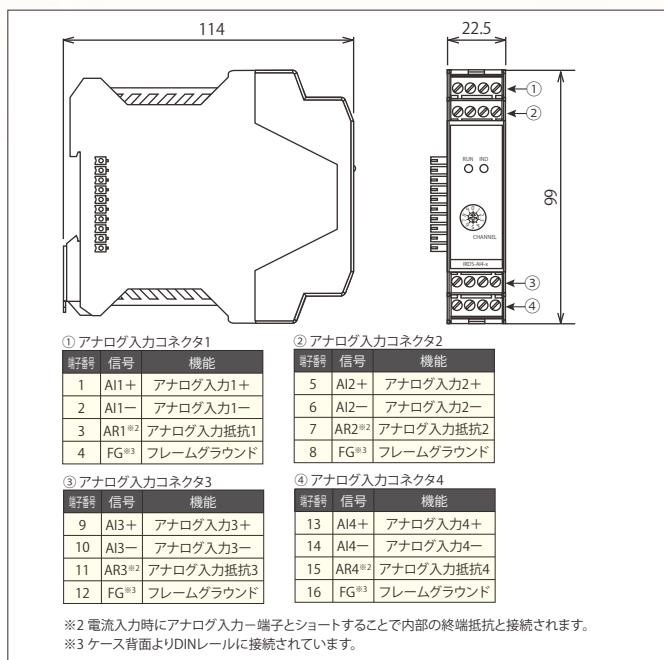 114
22.5
①
②
RUN IND
99
CHANNEL
IRDS-AI4-x
③
④
① アナログ入力コネクタ1
端子番号 信号 機能
1 AI1+ アナログ入力1+
2 AI1− アナログ入力1−
3 AR1※2 アナログ入力抵抗1
4 FG※3 フレームグラウンド
② アナログ入力コネクタ2
端子番号 信号 機能
5 AI2+ アナログ入力2+
6 AI2− アナログ入力2−
7 AR2※2 アナログ入力抵抗2
8 FG※3 フレームグラウンド
③ アナログ入力コネクタ3
端子番号 信号 機能
9 AI3+ アナログ入力3+
10 AI3− アナログ入力3−
11 AR3※2 アナログ入力抵抗3
12 FG※3 フレームグラウンド
④ アナログ入力コネクタ4
端子番号 信号 機能
13 AI4+ アナログ入力4+
14 AI4− アナログ入力4−
15 AR4※2 アナログ入力抵抗4
16 FG※3 フレームグラウンド
※2 電流入力時にアナログ入力−端子とショートすることで内部の終端抵抗と接続されます。
※3 ケース背面よりDINレールに接続されています。